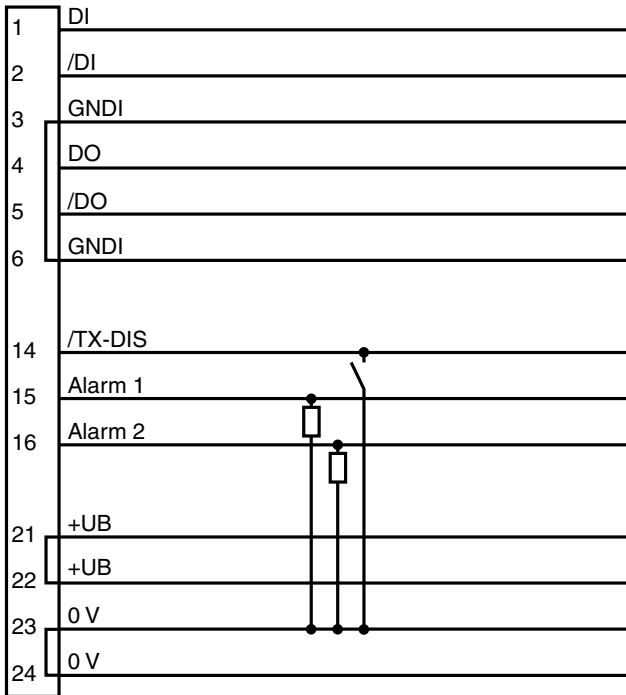 1 DI
2 /DI
3 GNDI
4 DO
5 /DO
6 GNDI
14 /TX-DIS
15 Alarm 1
16 Alarm 2
21 +UB
22 +UB
23 0 V
24 0 V